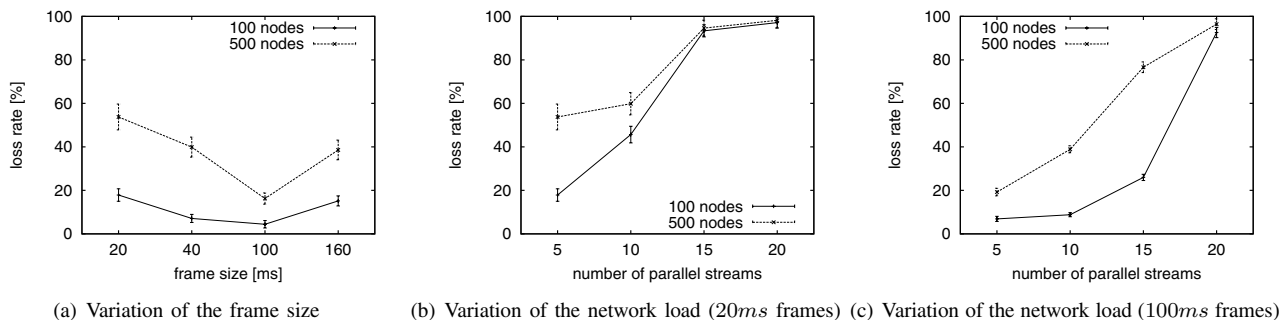 loss rate [%]
100
80
60
40
20
0
20
40
100
160
frame size [ms]
100 nodes
500 nodes
(a) Variation of the frame size
loss rate [%]
100
80
60
40
20
0
5
10
15
20
number of parallel streams
100 nodes
500 nodes
(b) Variation of the network load (20ms frames)
loss rate [%]
100
80
60
40
20
0
5
10
15
20
number of parallel streams
100 nodes
500 nodes
(c) Variation of the network load (100ms frames)